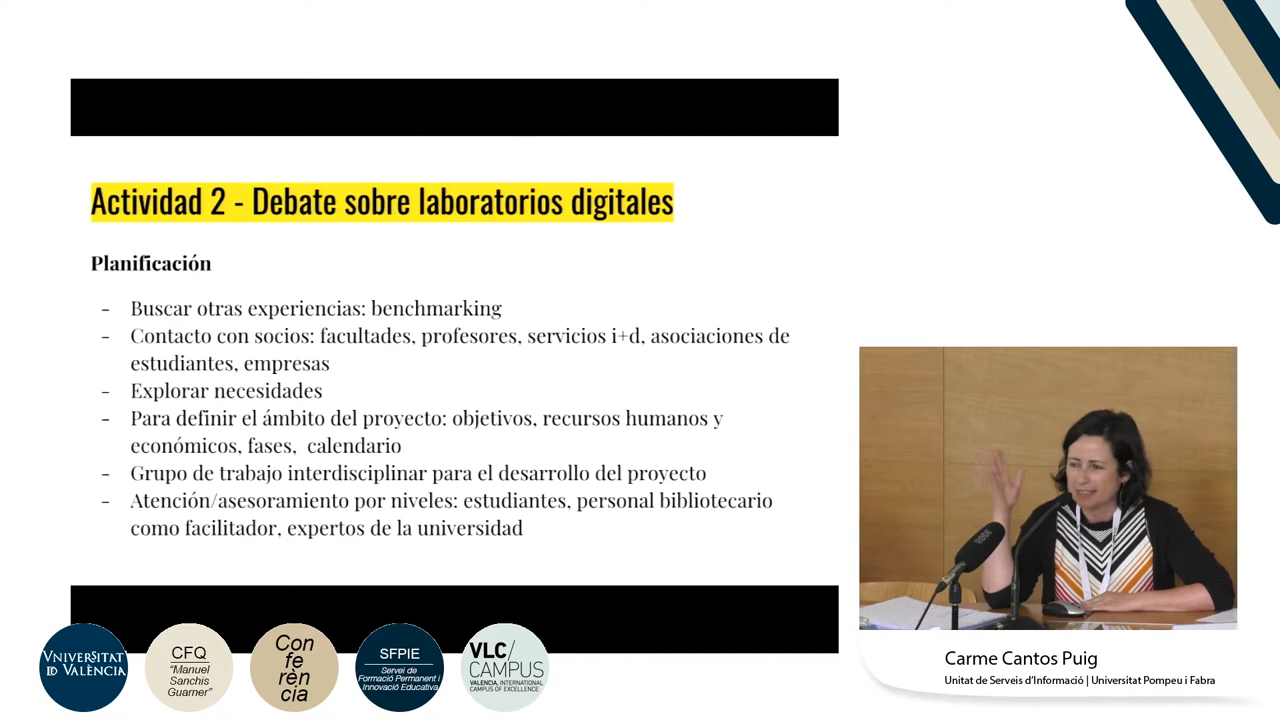 Actividad 2 - Debate sobre laboratorios digitales
Planificación
- Buscar otras experiencias: benchmarking
- Contacto con socios: facultades, profesores, servicios i+d, asociaciones de
estudiantes, empresas
- Explorar necesidades
- Para definir el ámbito del proyecto: objetivos, recursos humanos y
económicos, fases, calendario
- Grupo de trabajo interdisciplinar para el desarrollo del proyecto
- Atención/asesoramiento por niveles: estudiantes, personal bibliotecario
como facilitador, expertos de la universidad
VNIVERSITAT
ID VALÈNCIA
CFQ
"Manuel
Sanchis
Guarner"
Con
fe
rèn
cia
SFPIE
Servei de
Formació Permanent i
Innovació Educativa
VLC/
CAMPUS
VALENCIA, INTERNATIONAL
CAMPUS OF EXCELLENCE
RØDE
Carme Cantos Puig
Unitat de Serveis d'Informació | Universitat Pompeu i Fabra